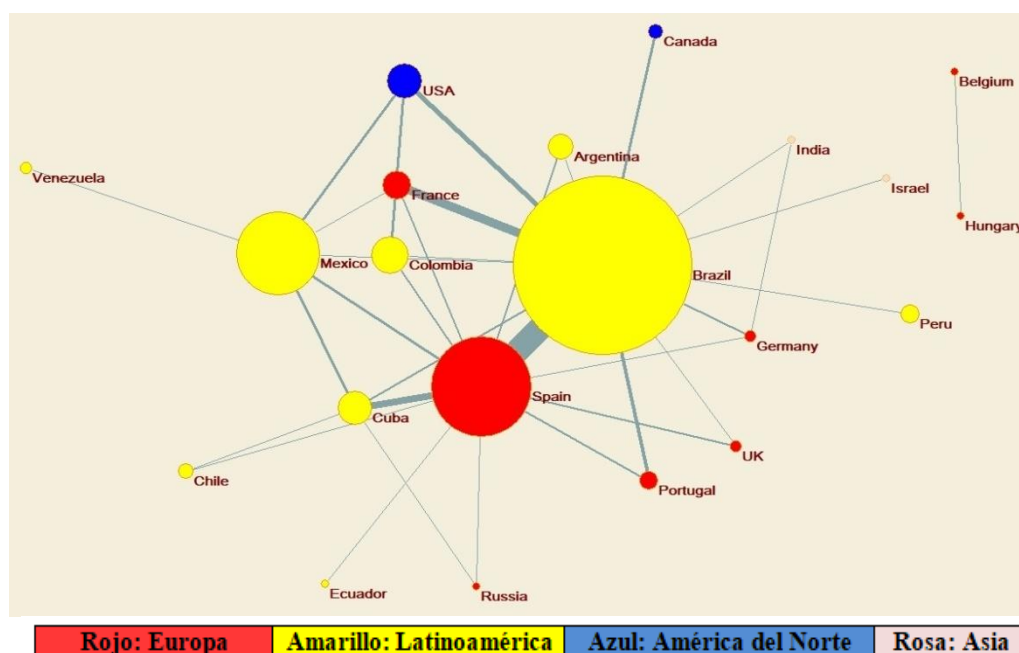 Canada
USA
Belgium
India
Argentina
Venezuela
Israel
France
Hungary
Mexico
Colombia
Brazil
Peru
Germany
Spain
Cuba
UK
Chile
Portugal
Ecuador
Russia
Rojo: Europa
Amarillo: Latinoamérica
Azul: América del Norte
Rosa: Asia